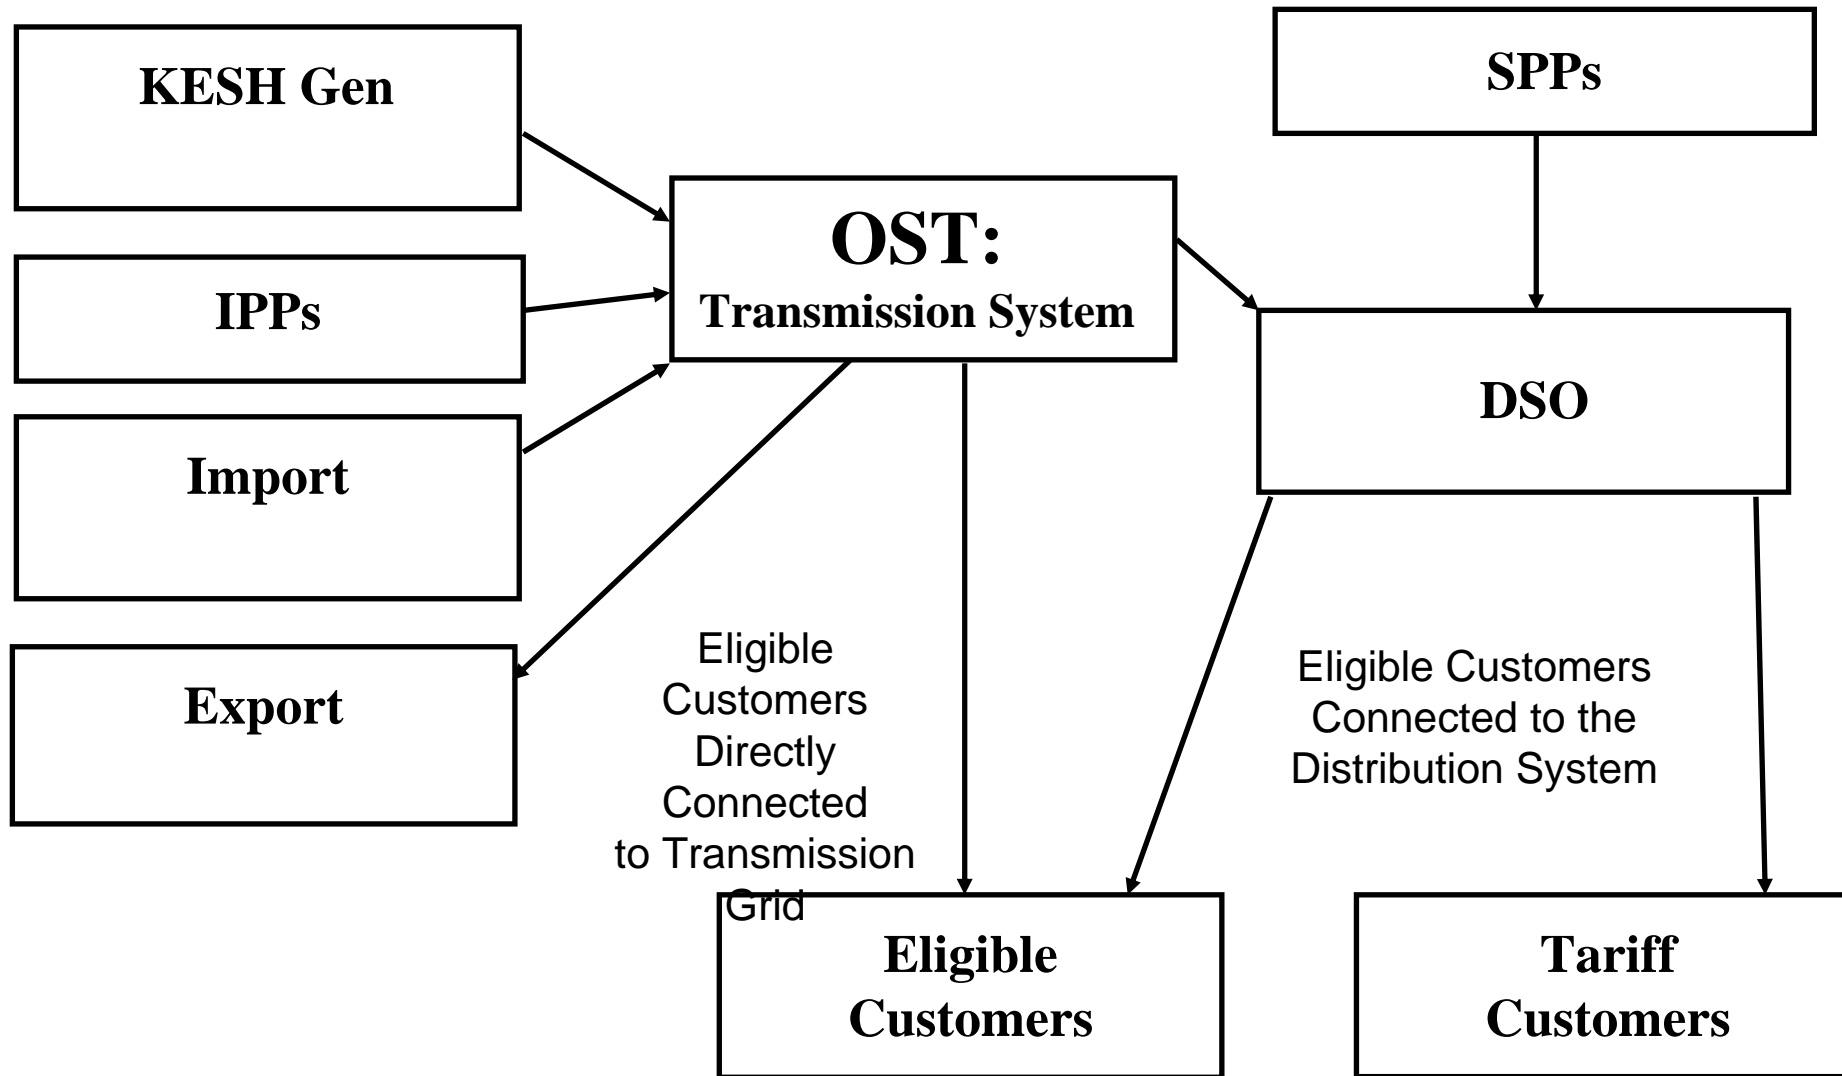 KESH Gen
SPPs
OST:
Transmission System
IPPs
DSO
Import
Export
Eligible
Customers
Directly
Connected
to Transmission
Grid
Eligible Customers
Connected to the
Distribution System
Eligible
Customers
Tariff
Customers